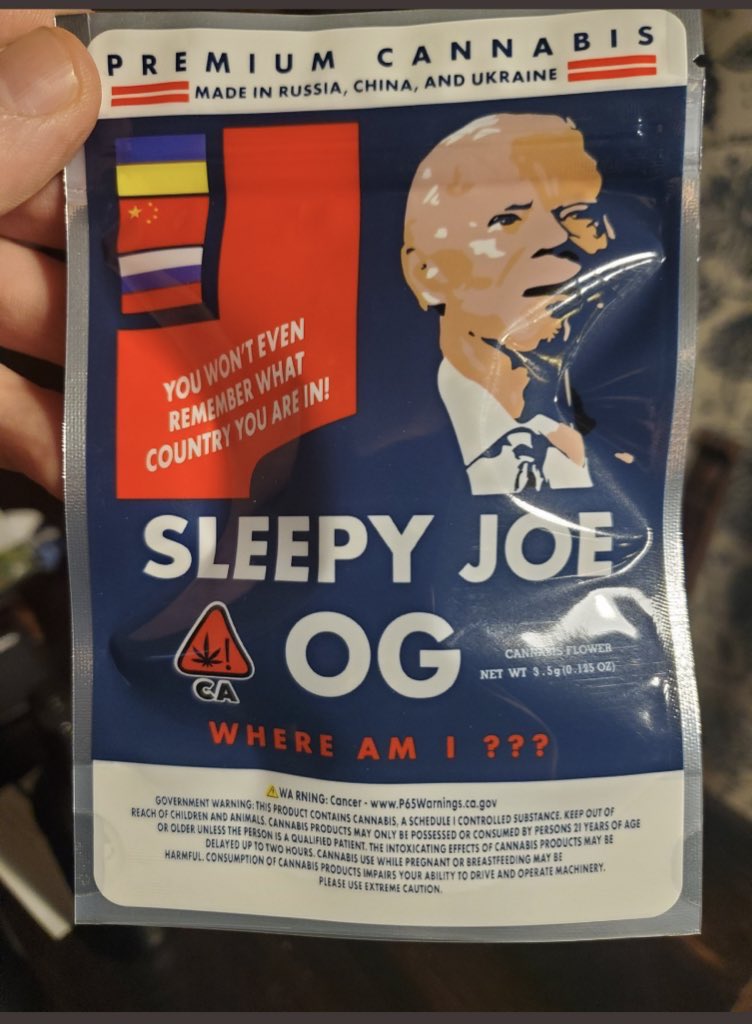 PREMIUM CANNABIS
MADE IN RUSSIA, CHINA, AND UKRAINE
YOU WON'T EVEN
REMEMBER WHAT
COUNTRY YOU ARE IN!
SLEEPY JOE
OG
CANNABIS FLOWER
NET WT 3.5g(0.125 OZ)
CA
WHERE AM I ???
WA RNING: Cancer - www.P65Warnings.ca.gov
GOVERNMENT WARNING: THIS PRODUCT CONTAINS CANNABIS, A SCHEDULE I CONTROLLED SUBSTANCE. KEEP OUT OF
REACH OF CHILDREN AND ANIMALS. CANNABIS PRODUCTS MAY ONLY BE POSSESSED OR CONSUMED BY PERSONS 21 YEARS OF AGE
OR OLDER UNLESS THE PERSON IS A QUALIFIED PATIENT. THE INTOXICATING EFFECTS OF CANNABIS PRODUCTS MAY BE
DELAYED UP TO TWO HOURS. CANNABIS USE WHILE PREGNANT OR BREASTFEEDING MAY BE
HARMFUL. CONSUMPTION OF CANNABIS PRODUCTS IMPAIRS YOUR ABILITY TO DRIVE AND OPERATE MACHINERY.
PLEASE USE EXTREME CAUTION.